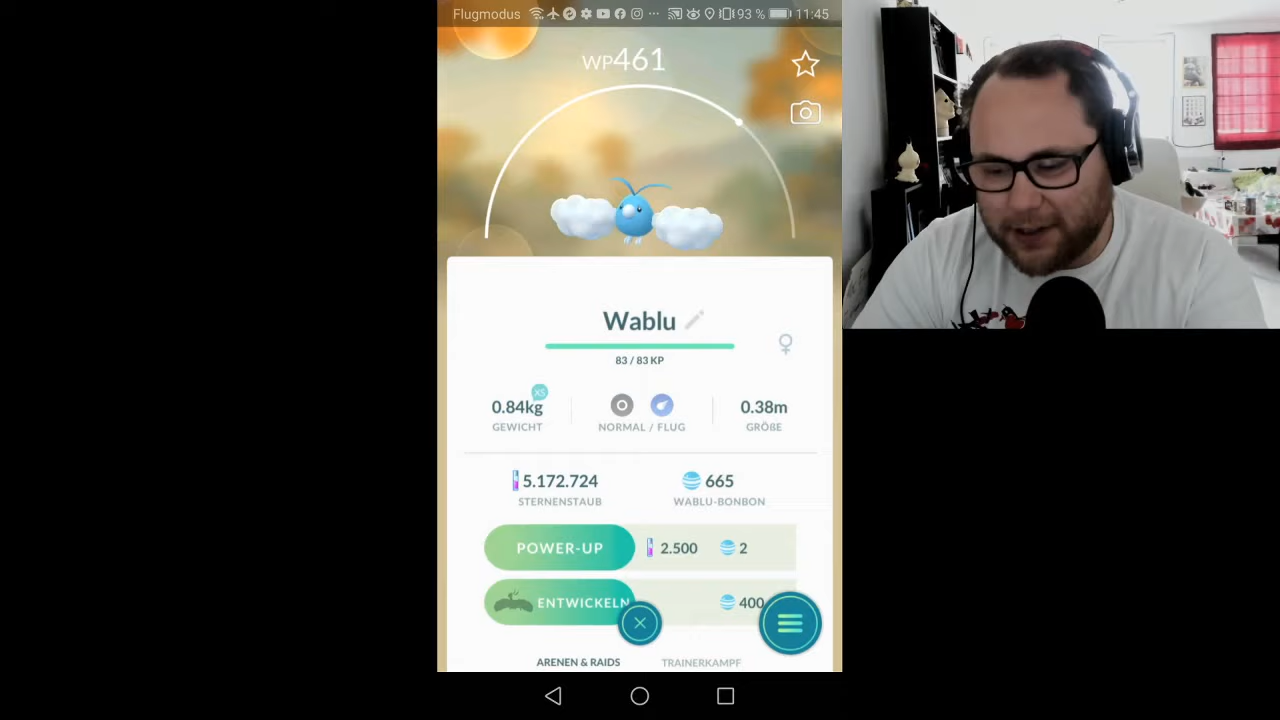 Flugmodus 93 % 11:45
WP461
Wablu
83 / 83 KP
XS
0.84kg
GEWICHT
NORMAL / FLUG
0.38m
GRÖßE
5.172.724
STERNENSTAUB
665
WABLU-BONBON
POWER-UP 2.500 2
ENTWICKELN 400
ARENEN & RAIDS TRAINERKAMPF